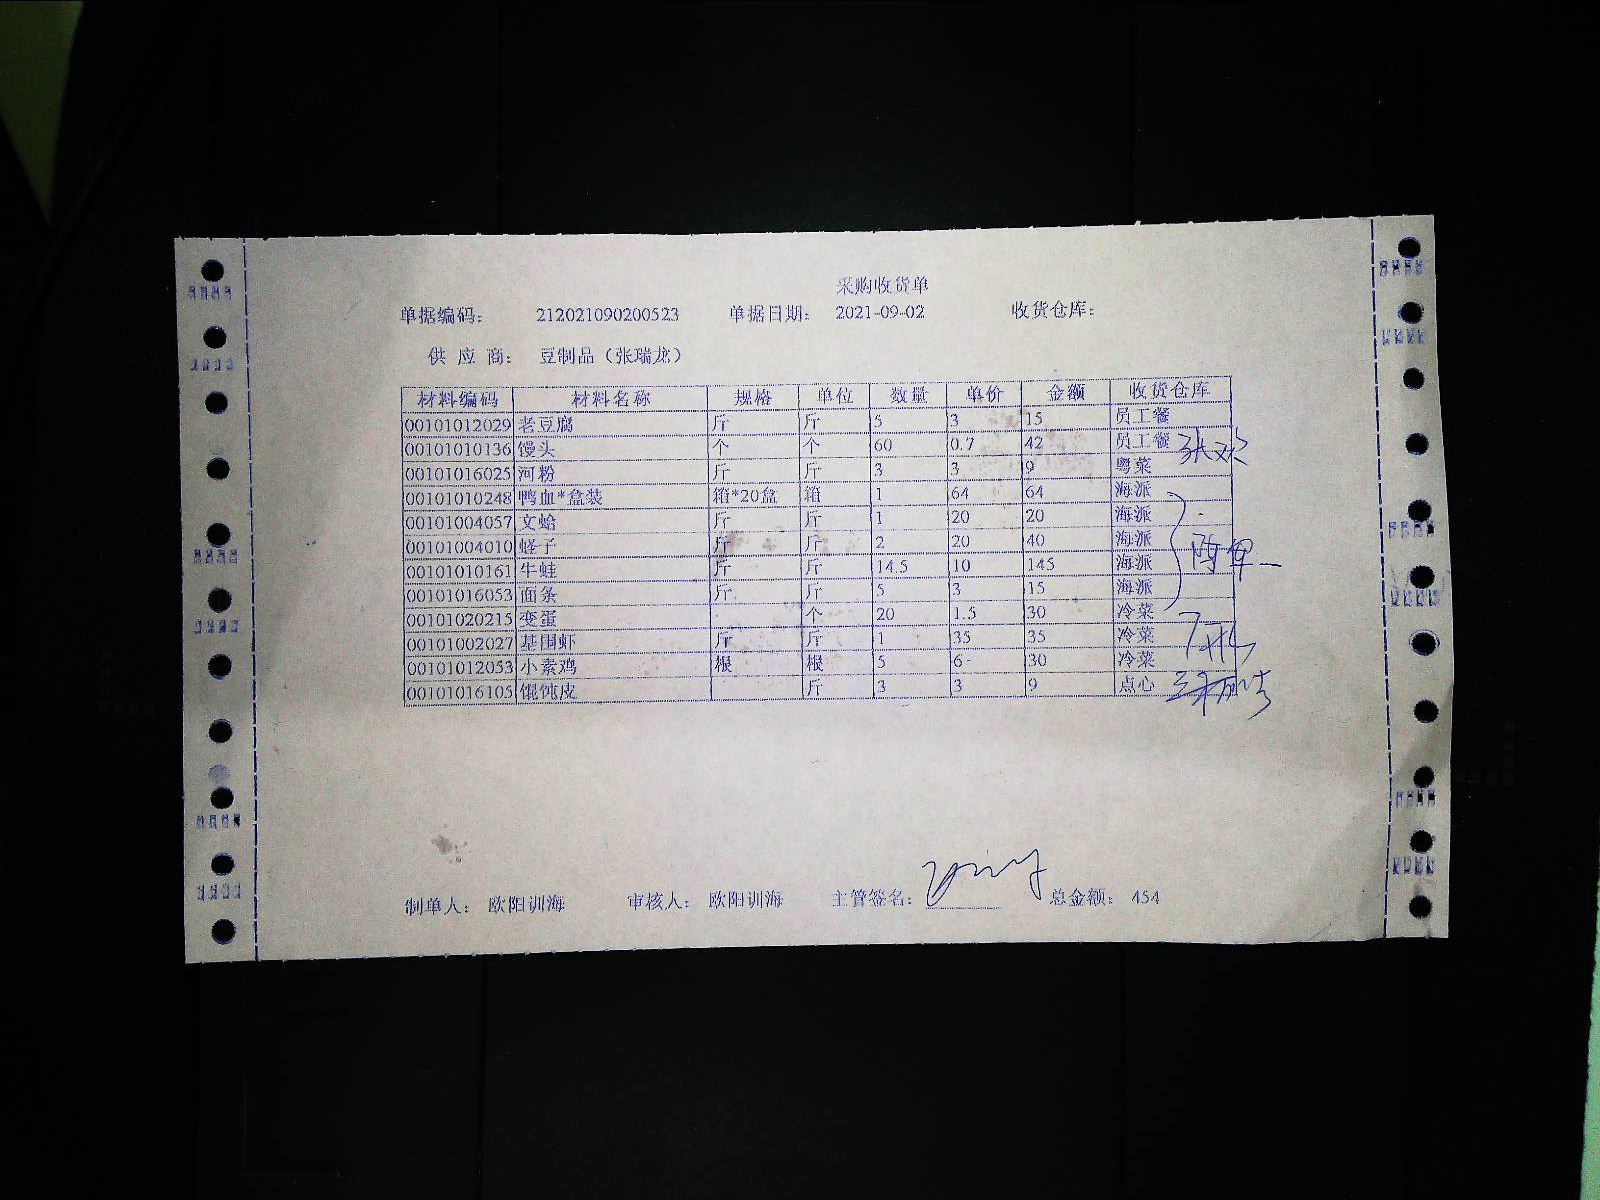 采购收货单
单据编码： 212021090200523 单据日期： 2021-09-02 收货仓库：
供 应 商： 豆制品（张瑞龙）
材料编码 材料名称 规格 单位 数量 单价 金额 收货仓库
00101012029 老豆腐 斤 斤 5 3 15 员工餐
00101010136 馒头 个 个 60 0.7 42 员工餐
00101016025 河粉 斤 斤 3 3 9 粤菜
00101010248 鸭血*盒装 箱*20盒 箱 1 64 64 海派
00101004057 文蛤 斤 斤 1 20 20 海派
00101004010 蛏子 斤 斤 2 20 40 海派
00101010161 牛蛙 斤 斤 14.5 10 145 海派
00101016053 面条 斤 斤 5 3 15 海派
00101020215 变蛋 个 20 1.5 30 冷菜
00101002027 基围虾 斤 斤 1 35 35 冷菜
00101012053 小素鸡 根 根 5 6 30 冷菜
00101016105 馄饨皮 斤 3 3 9 点心
制单人： 欧阳训海 审核人： 欧阳训海 主管签名： 总金额： 454